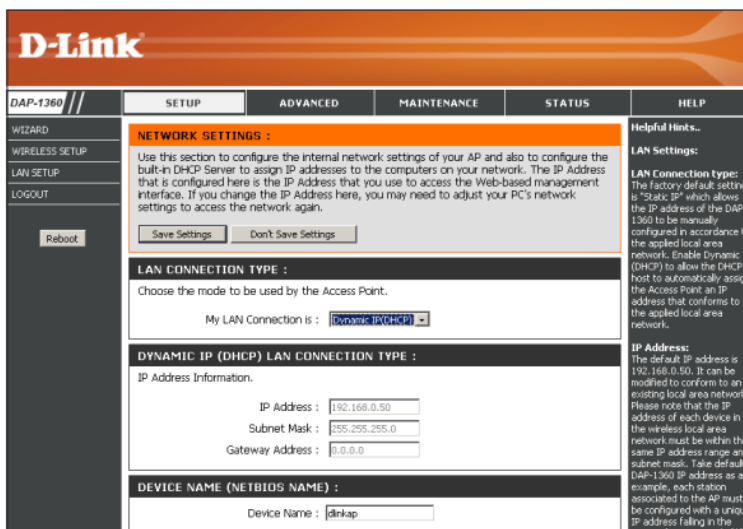 D-Link
DAP-1360
SETUP
ADVANCED
MAINTENANCE
STATUS
HELP
WIZARD
WIRELESS SETUP
LAN SETUP
LOGOUT
Reboot
NETWORK SETTINGS :
Use this section to configure the internal network settings of your AP and also to configure the
built-in DHCP Server to assign IP addresses to the computers on your network. The IP Address
that is configured here is the IP Address that you use to access the Web-based management
interface. If you change the IP Address here, you may need to adjust your PC's network
settings to access the network again.
Save Settings
Don't Save Settings
LAN CONNECTION TYPE :
Choose the mode to be used by the Access Point.
My LAN Connection is : Dynamic IP(DHCP)
DYNAMIC IP (DHCP) LAN CONNECTION TYPE :
IP Address Information.
IP Address : 192.168.0.50
Subnet Mask : 255.255.255.0
Gateway Address : 0.0.0.0
DEVICE NAME (NETBIOS NAME) :
Device Name : dlinkap
Helpful Hints..
LAN Settings:
LAN Connection type:
The factory default setting
is "Static IP" which allows
the IP address of the DAP-
1360 to be manually
configured in accordance
the applied local area
network. Enable Dynamic
(DHCP) to allow the DHCP
host to automatically assig
the Access Point an IP
address that conforms to
the applied local area
network.
IP Address:
The default IP address is
192.168.0.50. It can be
modified to conform to an
existing local area network
Please note that the IP
address of each device in
the wireless local area
network must be within the
same IP address range an
subnet mask. Take default
DAP-1360 IP address as a
example, each station
associated to the AP must
be configured with a uniqu
IP address falling in the